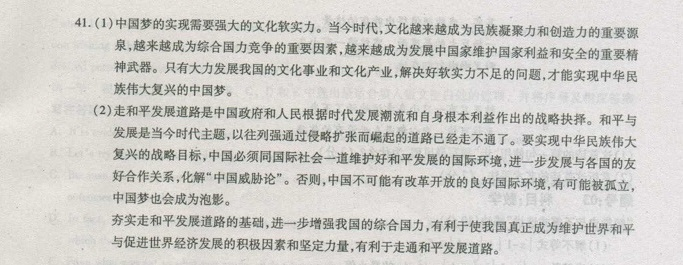 41. (1)中国梦的实现需要强大的文化软实力。当今时代,文化越来越成为民族凝聚力和创造力的重要源
泉,越来越成为综合国力竞争的重要因素,越来越成为发展中国家维护国家利益和安全的重要精
神武器。只有大力发展我国的文化事业和文化产业,解决好软实力不足的问题,才能实现中华民
族伟大复兴的中国梦。
(2)走和平发展道路是中国政府和人民根据时代发展潮流和自身根本利益作出的战略抉择。和平与
发展是当今时代主题,以往列强通过侵略扩张而崛起的道路已经走不通了。要实现中华民族伟大
复兴的战略目标,中国必须同国际社会一道维护好和平发展的国际环境,进一步发展与各国的友
好合作关系,化解“中国威胁论”。否则,中国不可能有改革开放的良好国际环境,有可能被孤立,
中国梦也会成为泡影。
夯实走和平发展道路的基础,进一步增强我国的综合国力,有利于使我国真正成为维护世界和平
与促进世界经济发展的积极因素和坚定力量,有利于走通和平发展道路。